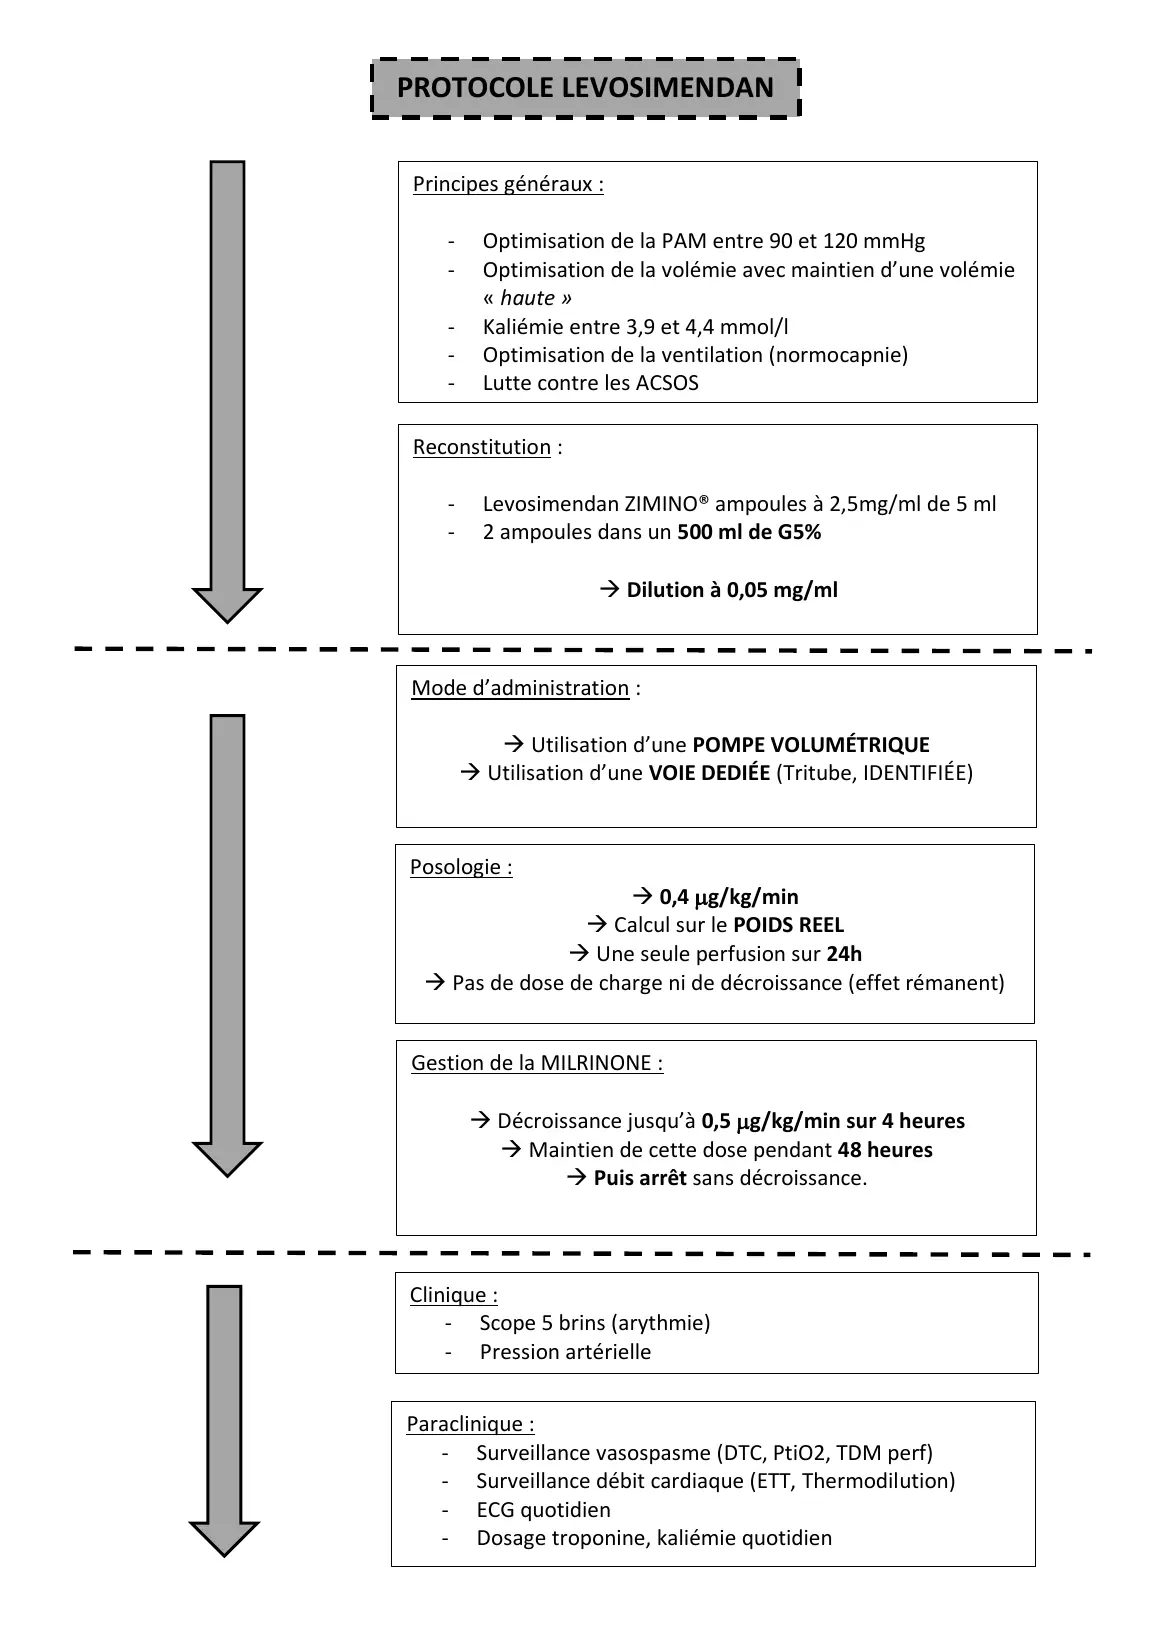 PROTOCOLE LEVOSIMENDAN
Principes généraux :
- Optimisation de la PAM entre 90 et 120 mmHg
- Optimisation de la volémie avec maintien d’une volémie
« haute »
- Kaliémie entre 3,9 et 4,4 mmol/l
- Optimisation de la ventilation (normocapnie)
- Lutte contre les ACSOS
Reconstitution :
- Levosimendan ZIMINO® ampoules à 2,5mg/ml de 5 ml
- 2 ampoules dans un 500 ml de G5%
→ Dilution à 0,05 mg/ml
Mode d’administration :
→ Utilisation d’une POMPE VOLUMÉTRIQUE
→ Utilisation d’une VOIE DEDIÉE (Tritube, IDENTIFIÉE)
Posologie :
→ 0,4 µg/kg/min
→ Calcul sur le POIDS REEL
→ Une seule perfusion sur 24h
→ Pas de dose de charge ni de décroissance (effet rémanent)
Gestion de la MILRINONE :
→ Décroissance jusqu’à 0,5 µg/kg/min sur 4 heures
→ Maintien de cette dose pendant 48 heures
→ Puis arrêt sans décroissance.
Clinique :
- Scope 5 brins (arythmie)
- Pression artérielle
Paraclinique :
- Surveillance vasospasme (DTC, PtiO2, TDM perf)
- Surveillance débit cardiaque (ETT, Thermodilution)
- ECG quotidien
- Dosage troponine, kaliémie quotidien